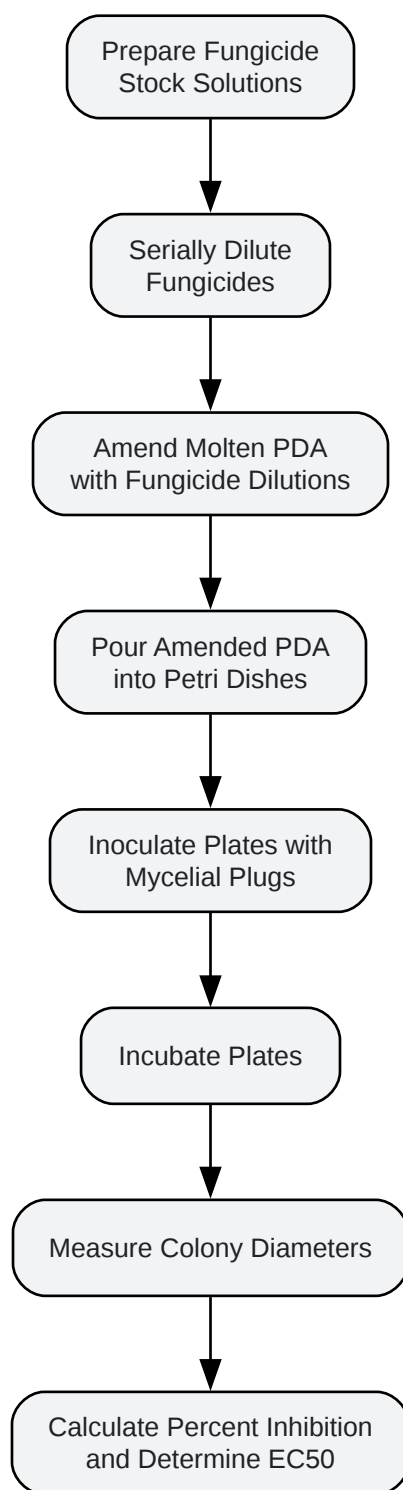 Prepare Fungicide
Stock Solutions
Serially Dilute
Fungicides
Amend Molten PDA
with Fungicide Dilutions
Pour Amended PDA
into Petri Dishes
Inoculate Plates with
Mycelial Plugs
Incubate Plates
Measure Colony Diameters
Calculate Percent Inhibition
and Determine EC50